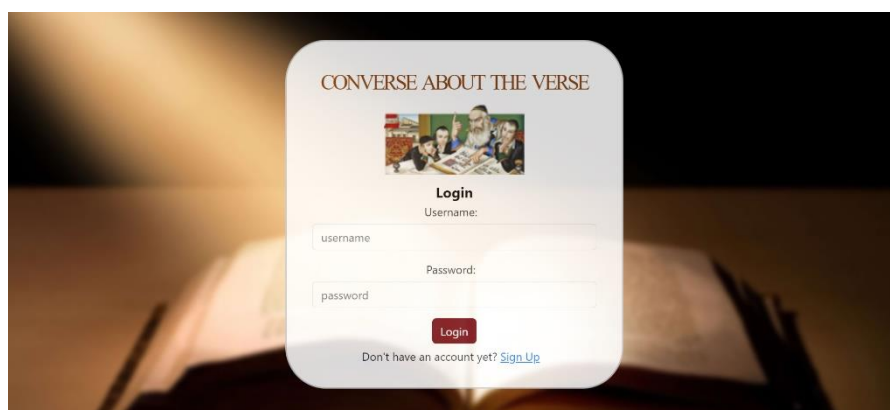 CONVERSE ABOUT THE VERSE
Login
Username:
username
Password:
password
Login
Don't have an account yet? Sign Up